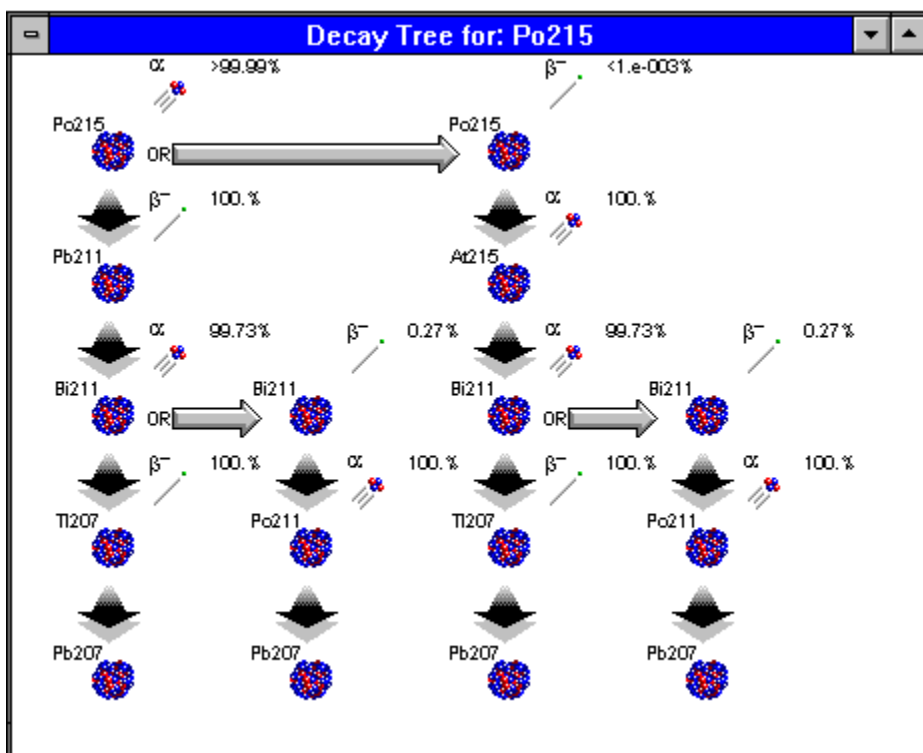 Decay Tree for: Po215
α >99.99% β⁻ <1.e-003%
Po215 OR Po215
β⁻ 100.% α 100.%
Pb211 At215
α 99.73% β⁻ 0.27% α 99.73% β⁻ 0.27%
Bi211 OR Bi211 Bi211 OR Bi211
β⁻ 100.% α 100.% β⁻ 100.% α 100.%
Tl207 Po211 Tl207 Po211
Pb207 Pb207 Pb207 Pb207